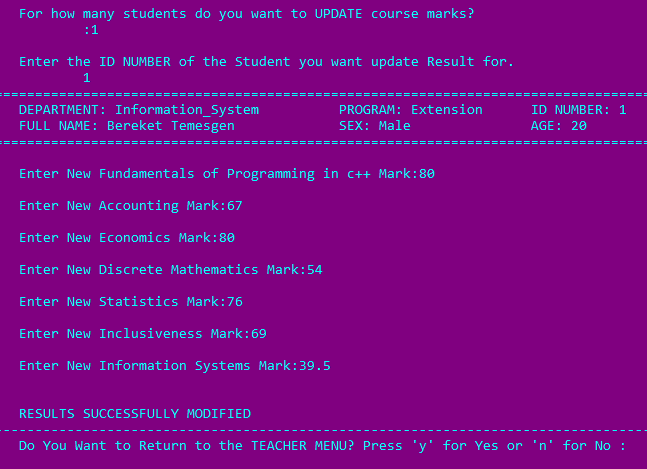 For how many students do you want to UPDATE course marks?
:1
Enter the ID NUMBER of the Student you want update Result for.
1
DEPARTMENT: Information_System PROGRAM: Extension ID NUMBER: 1
FULL NAME: Bereket Temesgen SEX: Male AGE: 20
Enter New Fundamentals of Programming in c++ Mark:80
Enter New Accounting Mark:67
Enter New Economics Mark:80
Enter New Discrete Mathematics Mark:54
Enter New Statistics Mark:76
Enter New Inclusiveness Mark:69
Enter New Information Systems Mark:39.5
RESULTS SUCCESSFULLY MODIFIED
Do You Want to Return to the TEACHER MENU? Press 'y' for Yes or 'n' for No :